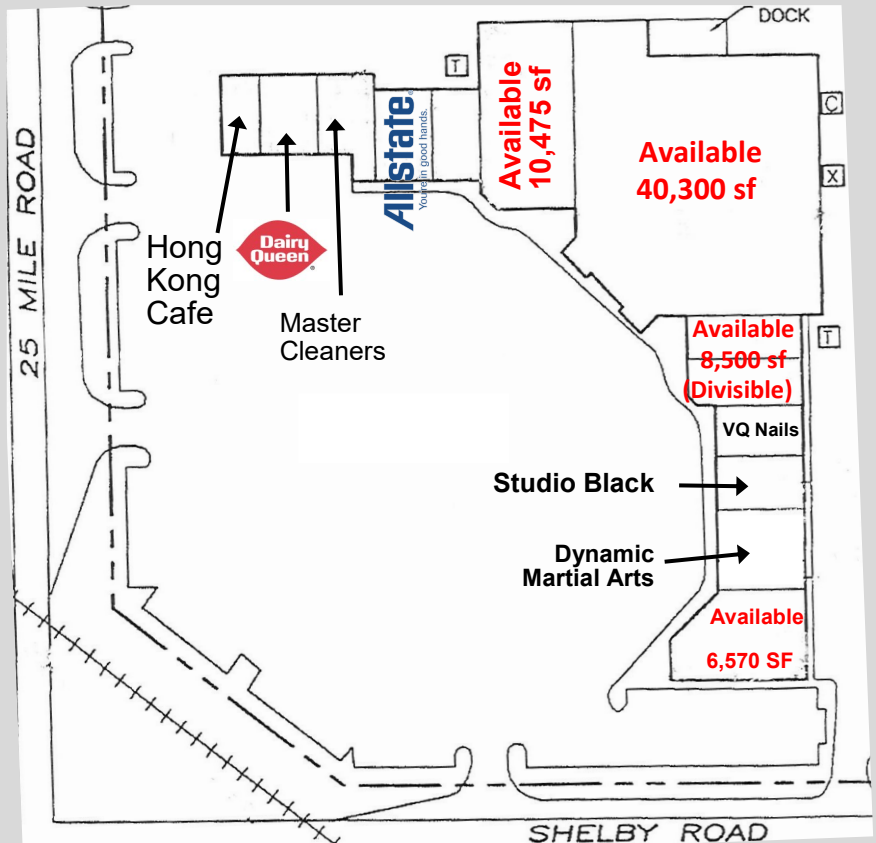 DOCK
T
C
X
Available
10,475 sf
Available
40,300 sf
Allstate®
You're in good hands.
25 MILE ROAD
Hong
Kong
Cafe
Dairy
Queen®
Master
Cleaners
T
Available
8,500 sf
(Divisible)
VQ Nails
Studio Black
Dynamic
Martial Arts
Available
6,570 SF
SHELBY ROAD